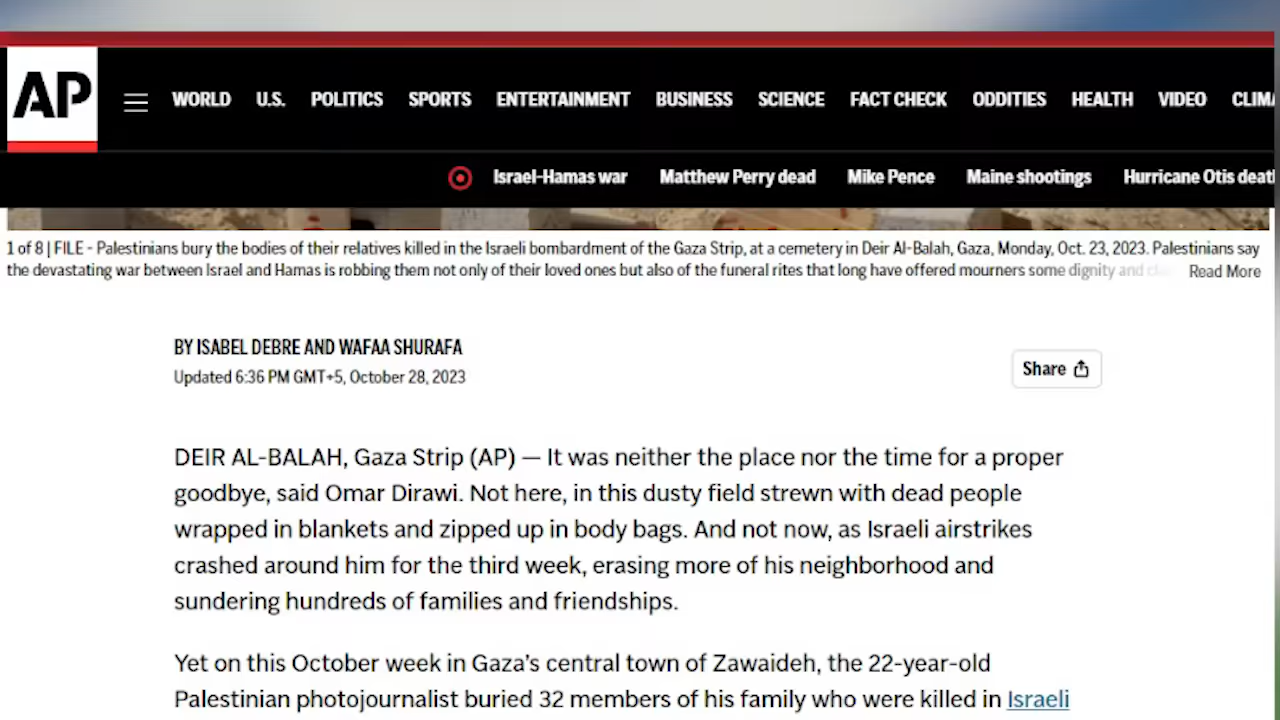 AP
WORLD U.S. POLITICS SPORTS ENTERTAINMENT BUSINESS SCIENCE FACT CHECK ODDITIES HEALTH VIDEO
Israel-Hamas war Matthew Perry dead Mike Pence Maine shootings Hurricane Otis
1 of 8 | FILE - Palestinians bury the bodies of their relatives killed in the Israeli bombardment of the Gaza Strip, at a cemetery in Deir Al-Balah, Gaza, Monday, Oct. 23, 2023. Palestinians say
the devastating war between Israel and Hamas is robbing them not only of their loved ones but also of the funeral rites that long have offered mourners some dignity and Read More
BY ISABEL DEBRE AND WAFAA SHURAFA
Updated 6:36 PM GMT+5, October 28, 2023
Share
DEIR AL-BALAH, Gaza Strip (AP) — It was neither the place nor the time for a proper
goodbye, said Omar Dirawi. Not here, in this dusty field strewn with dead people
wrapped in blankets and zipped up in body bags. And not now, as Israeli airstrikes
crashed around him for the third week, erasing more of his neighborhood and
sundering hundreds of families and friendships.
Yet on this October week in Gaza's central town of Zawaideh, the 22-year-old
Palestinian photojournalist buried 32 members of his family who were killed in Israeli